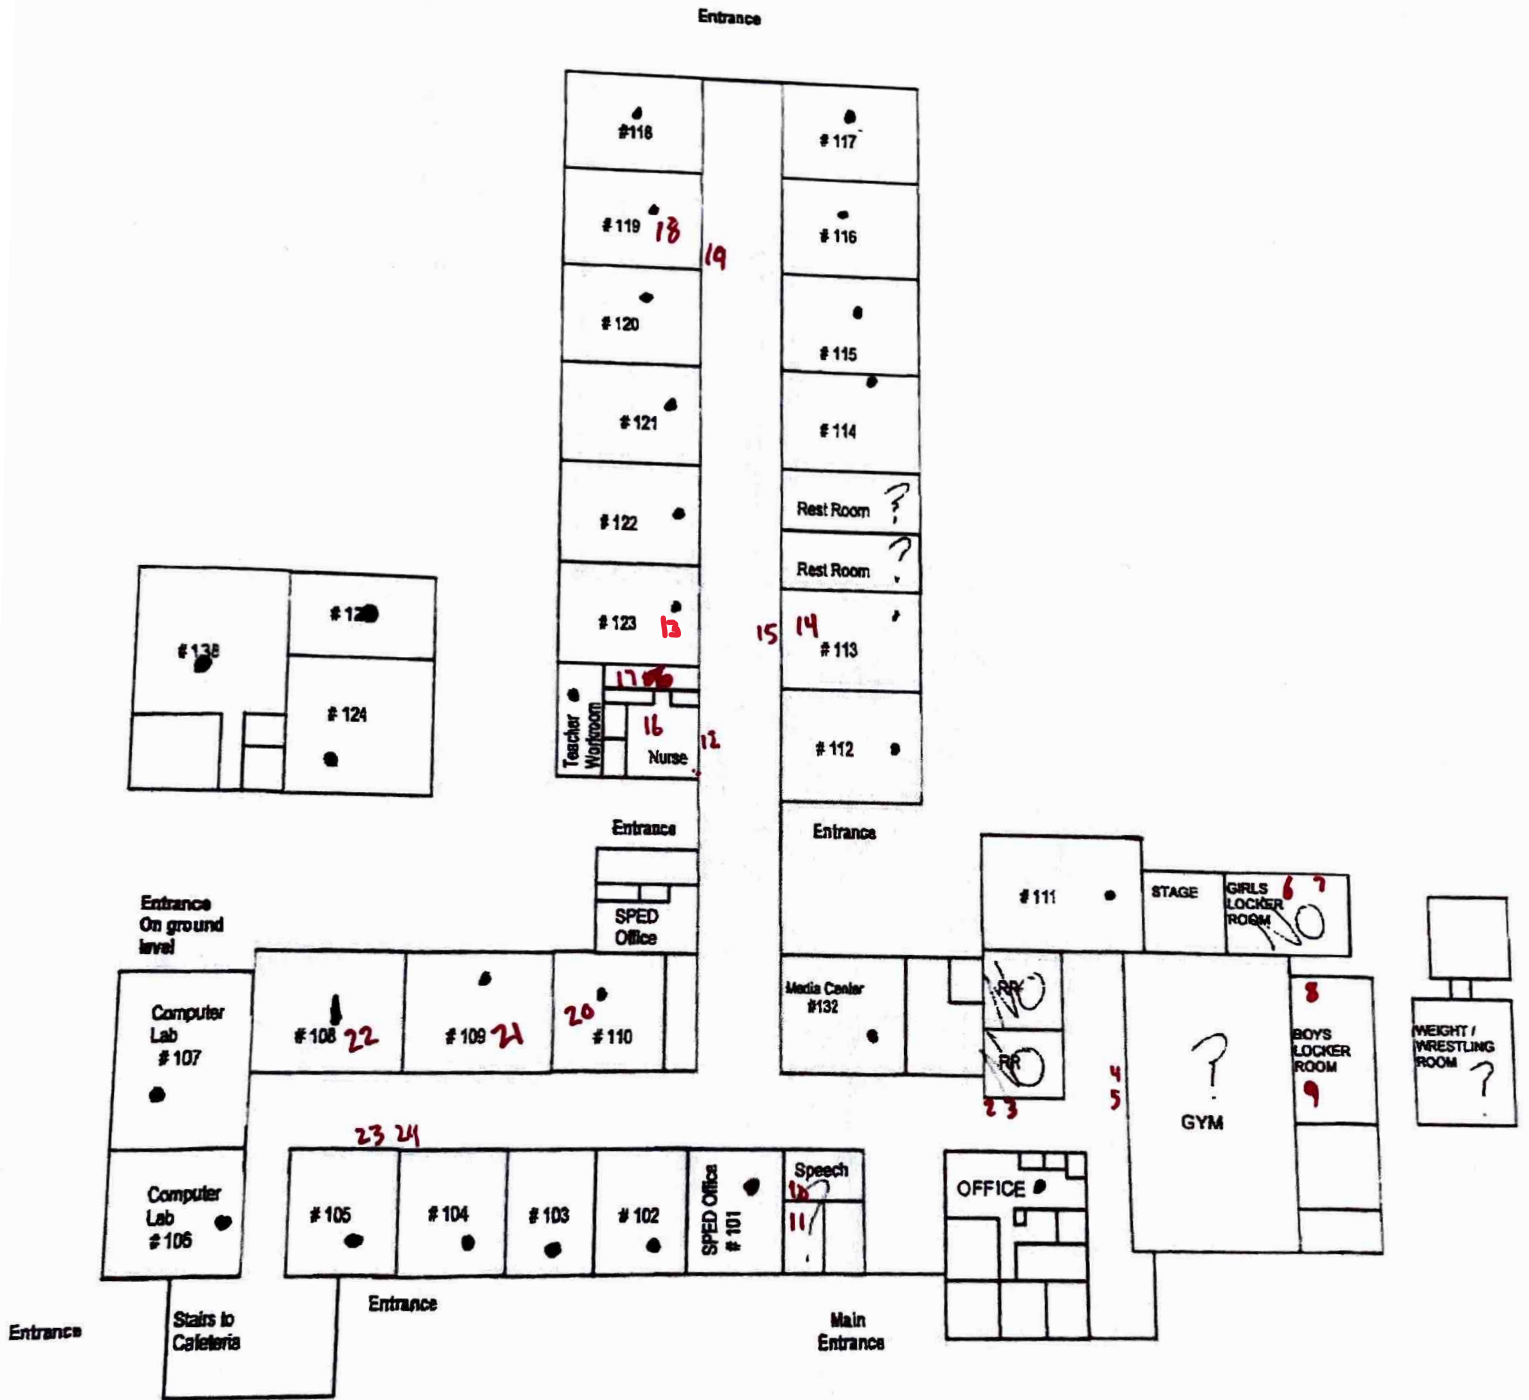 Entrance
#118
# 117
# 119 18
# 116
19
# 120
# 115
# 121
# 114
# 122
Rest Room ?
Rest Room ?
# 123 13
15 14
# 113
# 138
# 124
17
16
Teacher
Workroom
Nurse
12
# 112
Entrance
Entrance
SPED
Office
Entrance
On ground
level
# 111
STAGE
GIRLS
LOCKER
ROOM
6 7
NO
Computer
Lab
# 107
# 108 22
# 109 21
20
# 110
Media Center
#132
RR
NO
RR
NO
2 3
4
5
?
GYM
8
BOYS
LOCKER
ROOM
9
WEIGHT /
WRESTLING
ROOM
?
23 24
Computer
Lab
# 106
# 105
# 104
# 103
# 102
SPED Office
# 101
Speech
10
11
?
OFFICE
Entrance
Stairs to
Cafeteria
Entrance
Main
Entrance